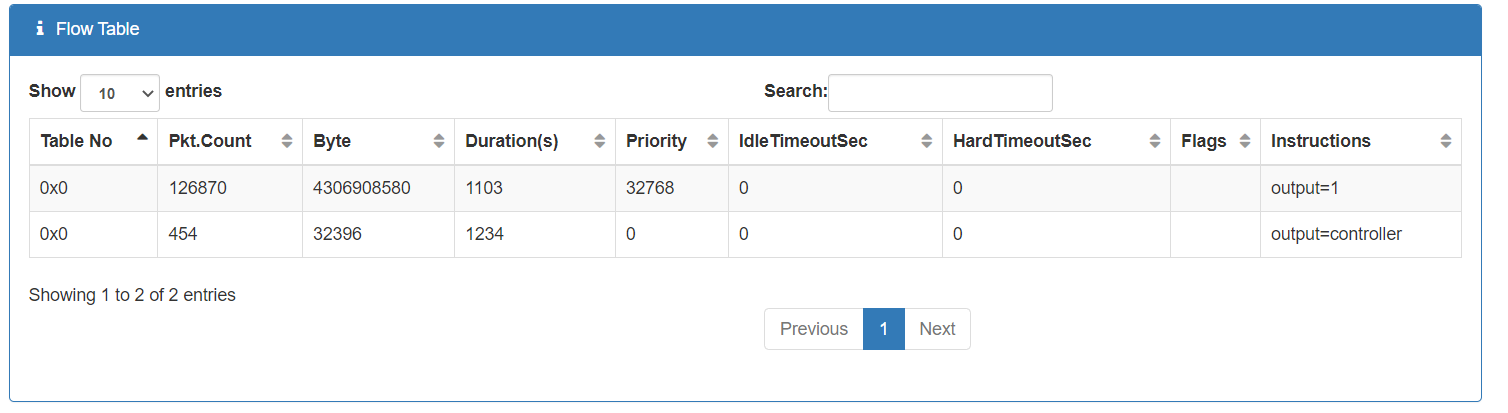 Flow Table
Show 10 entries Search:
Table No Pkt.Count Byte Duration(s) Priority IdleTimeoutSec HardTimeoutSec Flags Instructions
0x0 126870 4306908580 1103 32768 0 0 output=1
0x0 454 32396 1234 0 0 0 output=controller
Showing 1 to 2 of 2 entries
Previous 1 Next